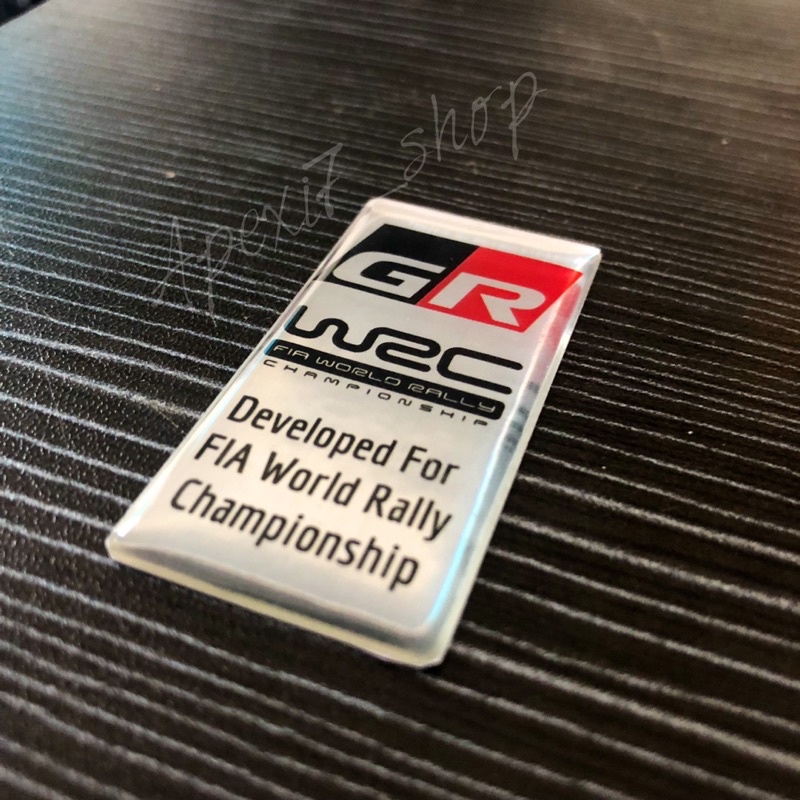 Apexi7_shop
GR
WRC
FIA WORLD RALLY
CHAMPIONSHIP
Developed For
FIA World Rally
Championship